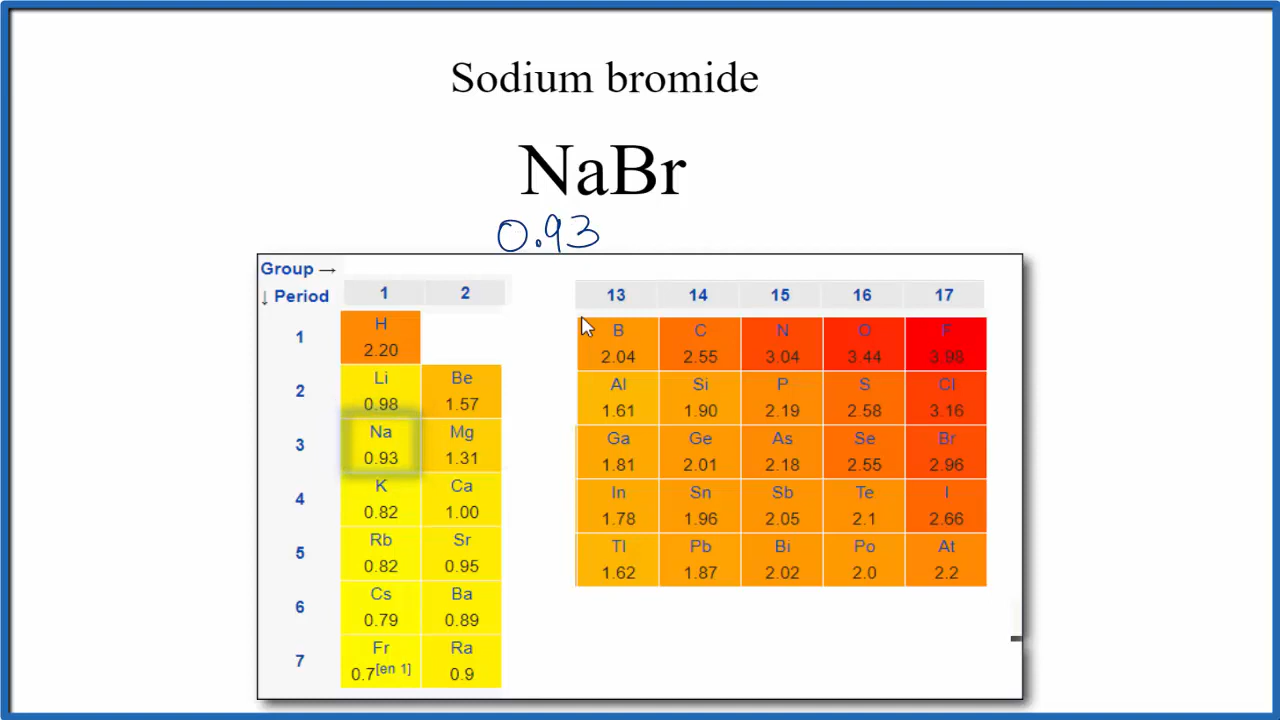 Sodium bromide
NaBr
0.93
Group →
↓ Period
1 2 13 14 15 16 17
1
H B C N O F
2.20 2.04 2.55 3.04 3.44 3.98
2
Li Be Al Si P S Cl
0.98 1.57 1.61 1.90 2.19 2.58 3.16
3
Na Mg Ga Ge As Se Br
0.93 1.31 1.81 2.01 2.18 2.55 2.96
4
K Ca In Sn Sb Te I
0.82 1.00 1.78 1.96 2.05 2.1 2.66
5
Rb Sr Tl Pb Bi Po At
0.82 0.95 1.62 1.87 2.02 2.0 2.2
6
Cs Ba
0.79 0.89
7
Fr Ra
0.7[en 1] 0.9